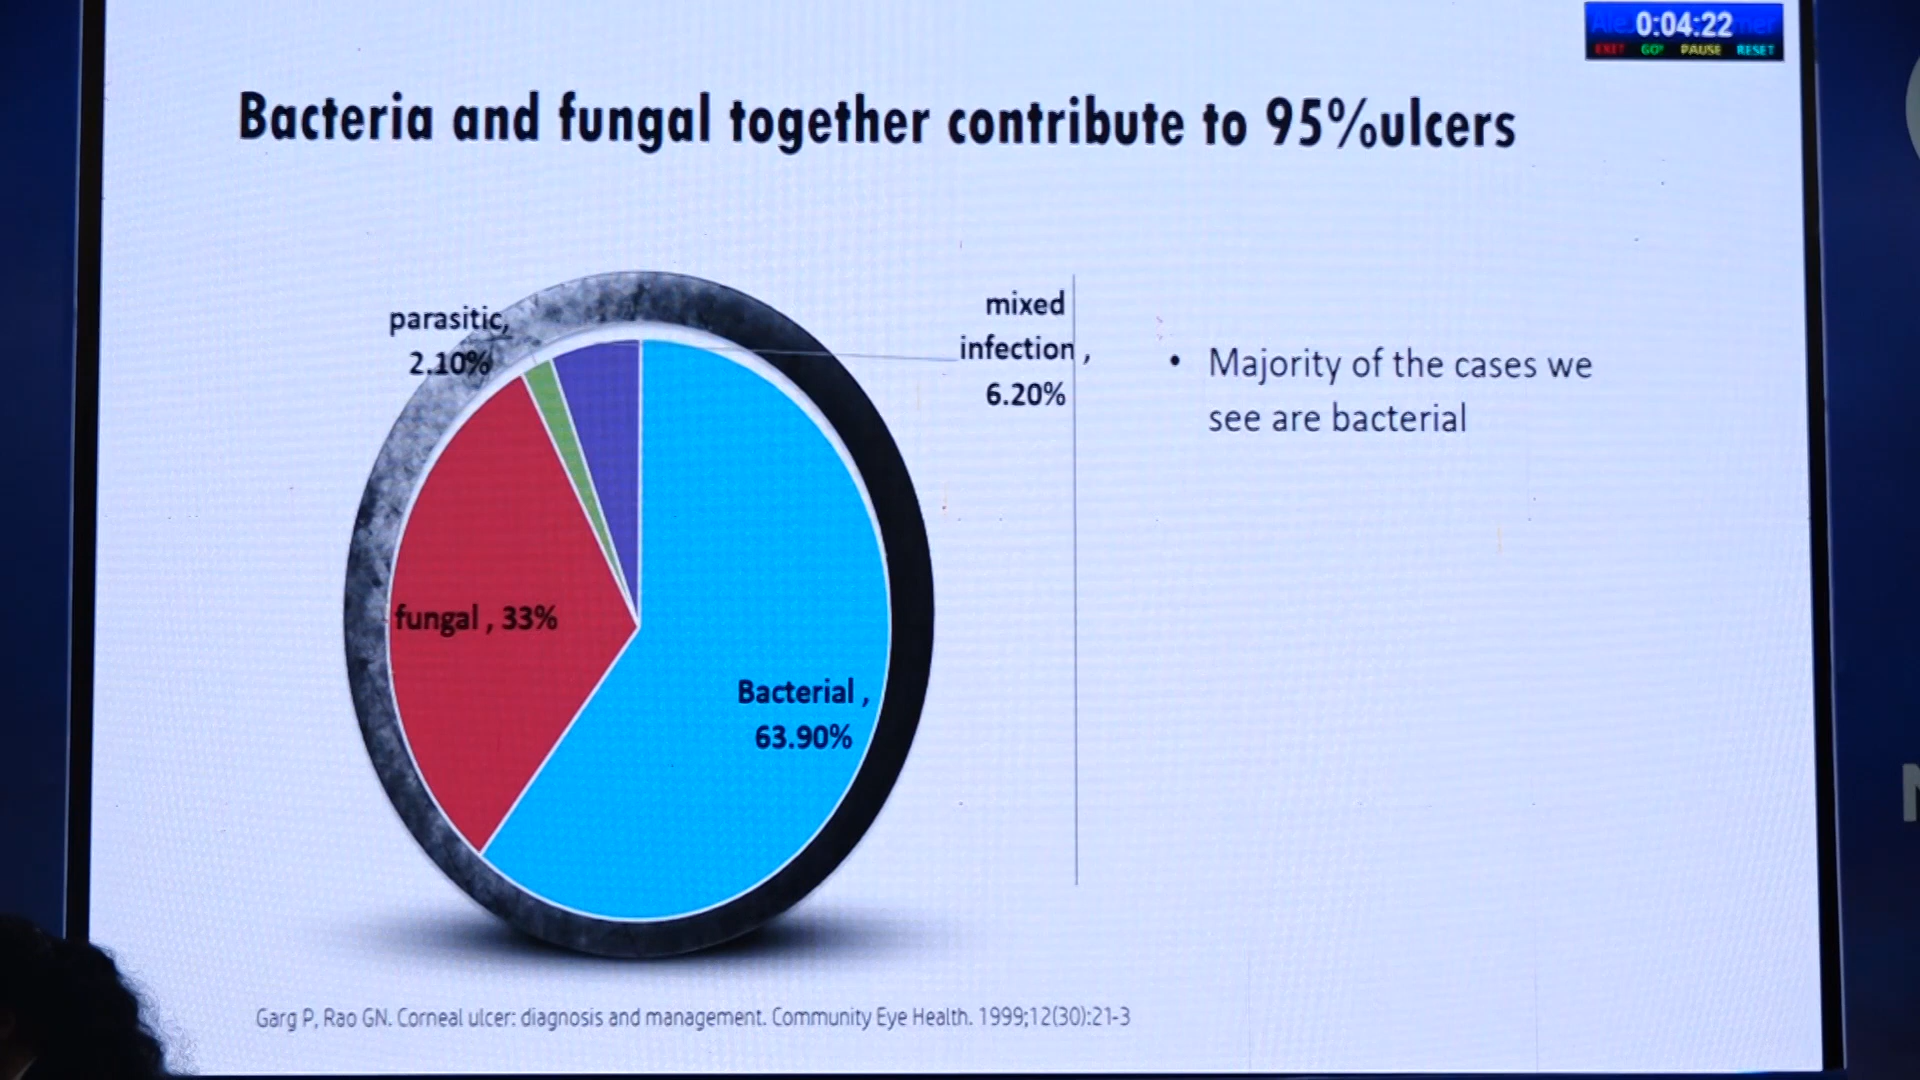 0:04:22
EXIT GO! PAUSE RESET
Bacteria and fungal together contribute to 95%ulcers
parasitic,
2.10%
mixed
infection ,
6.20%
fungal , 33%
Bacterial ,
63.90%
• Majority of the cases we
see are bacterial
Garg P, Rao GN. Corneal ulcer: diagnosis and management. Community Eye Health. 1999;12(30):21-3